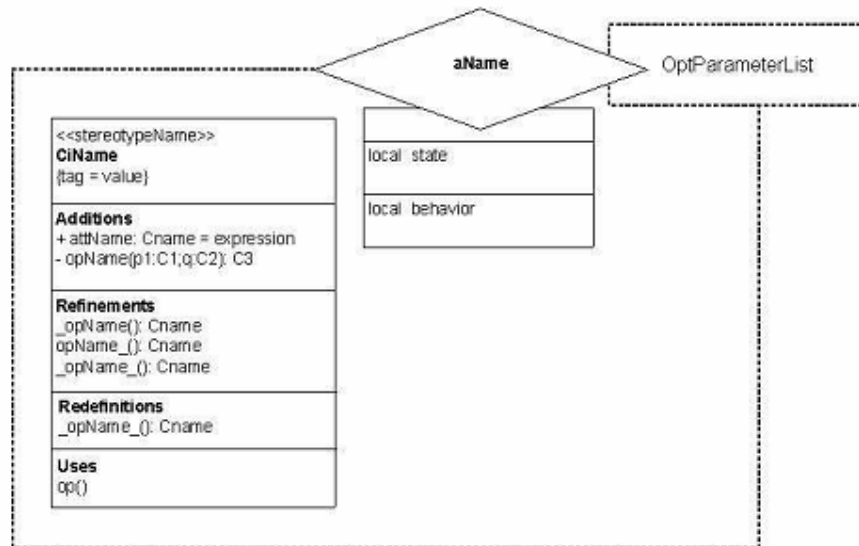 aName
OptParameterList
<<stereotypeName>>
CiName
{tag = value}
Additions
+ attName: Cname = expression
- opName(p1:C1;q:C2): C3
Refinements
_opName(): Cname
opName_(): Cname
_opName_(): Cname
Redefinitions
_opName_(): Cname
Uses
op()
local state
local behavior